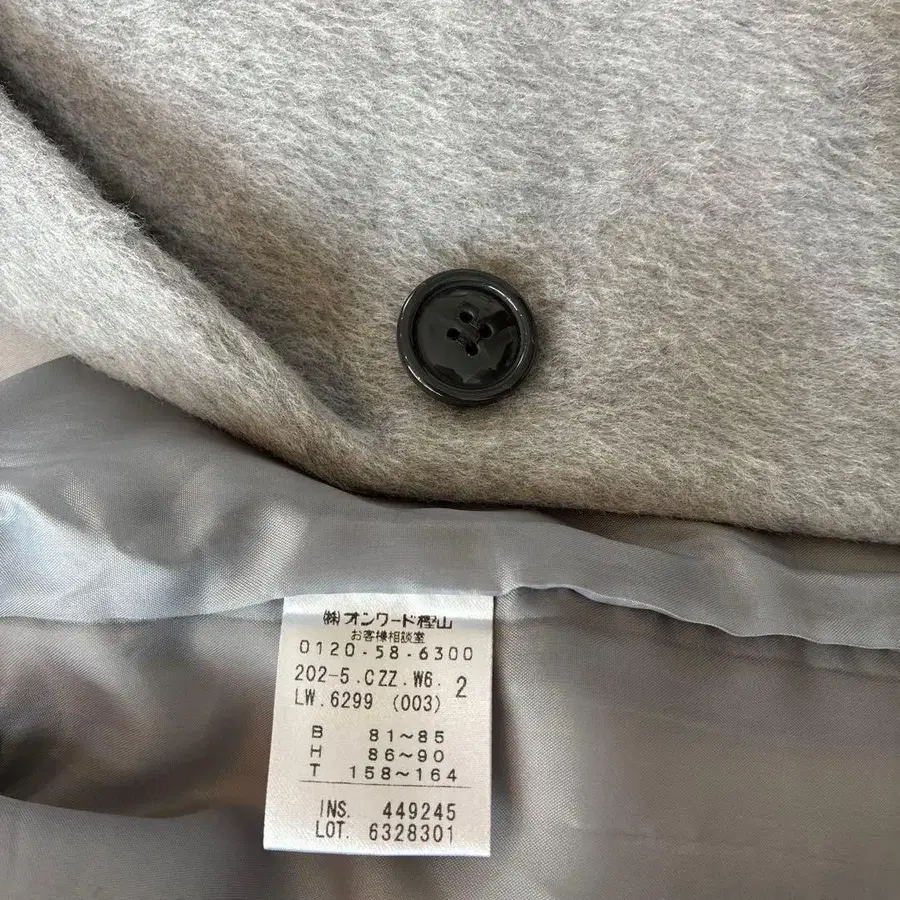 ㈱オンワード樫山
お客様相談室
0120-58-6300
202-5.CZZ.W6. 2
LW.6299 (003)
B 81～85
H 86～90
T 158～164
INS. 449245
LOT. 6328301